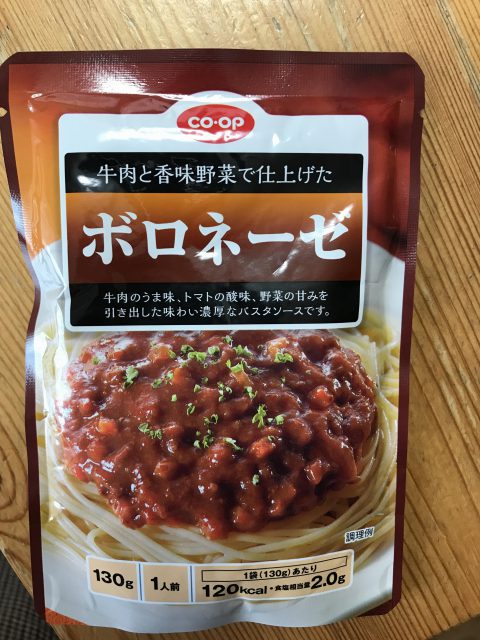 CO·OP
牛肉と香味野菜で仕上げた
ボロネーゼ
牛肉のうま味、トマトの酸味、野菜の甘みを
引き出した味わい濃厚なパスタソースです。
調理例
130g
1人前
1袋(130g)あたり
120kcal・食塩相当量2.0g